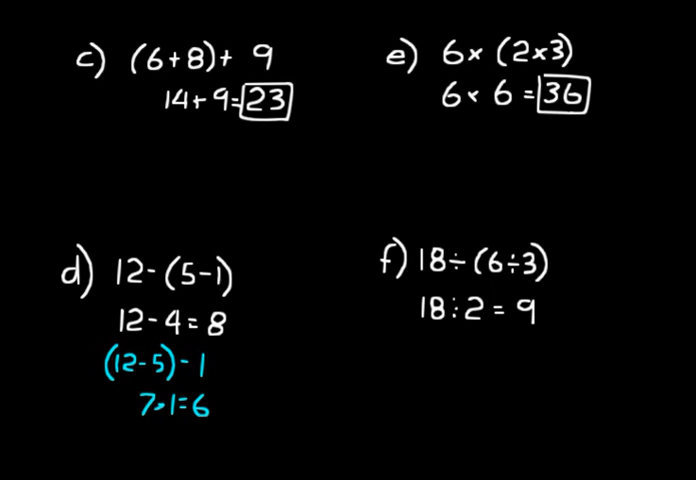 c) (6+8)+ 9
14+9=23
e) 6× (2×3)
6× 6 =36
d) 12-(5-1)
12-4=8
(12-5)-1
7-1=6
f) 18÷(6÷3)
18:2=9